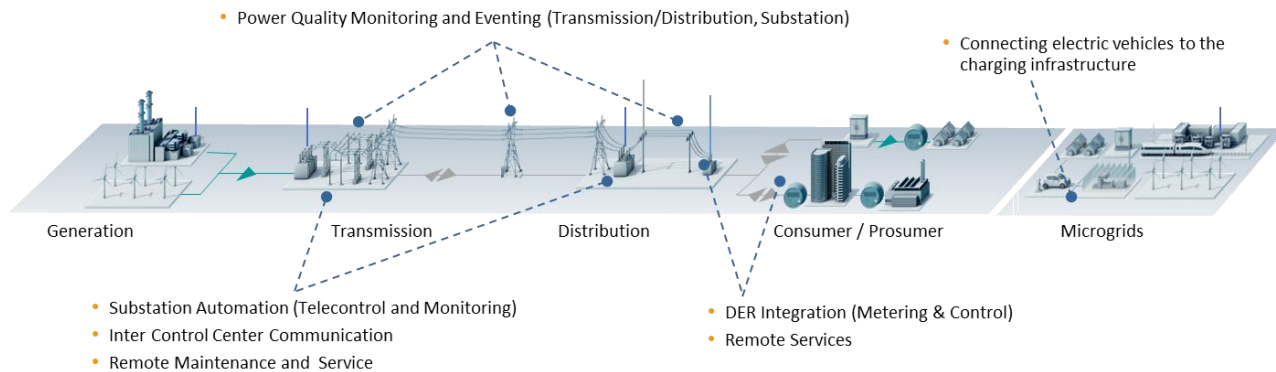 • Power Quality Monitoring and Eventing (Transmission/Distribution, Substation)
• Connecting electric vehicles to the
charging infrastructure
Generation
Transmission
Distribution
Consumer / Prosumer
Microgrids
• Substation Automation (Telecontrol and Monitoring)
• Inter Control Center Communication
• Remote Maintenance and Service
• DER Integration (Metering & Control)
• Remote Services